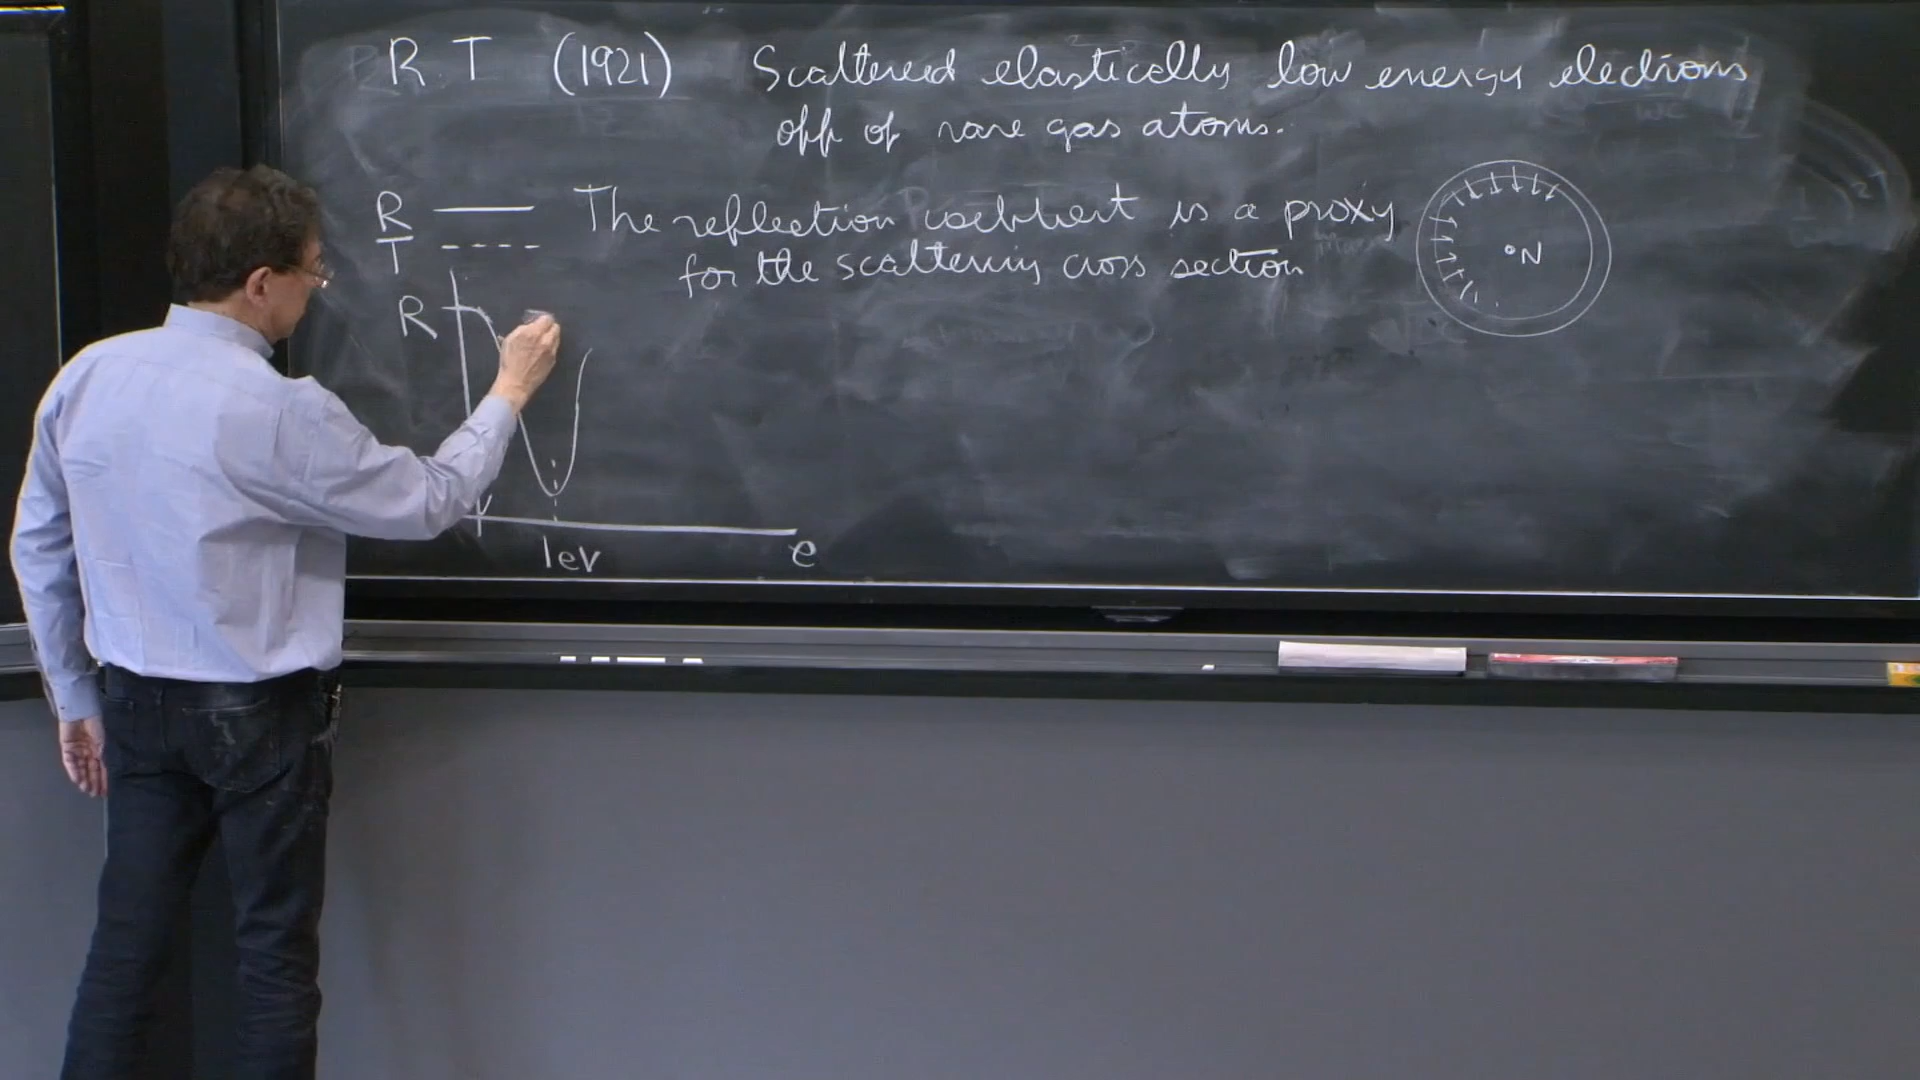 R.T (1921) Scattered elastically low energy electrons
off of rare gas atoms.
R The reflection coefficient is a proxy
T for the scattering cross section
N
R
1ev
e